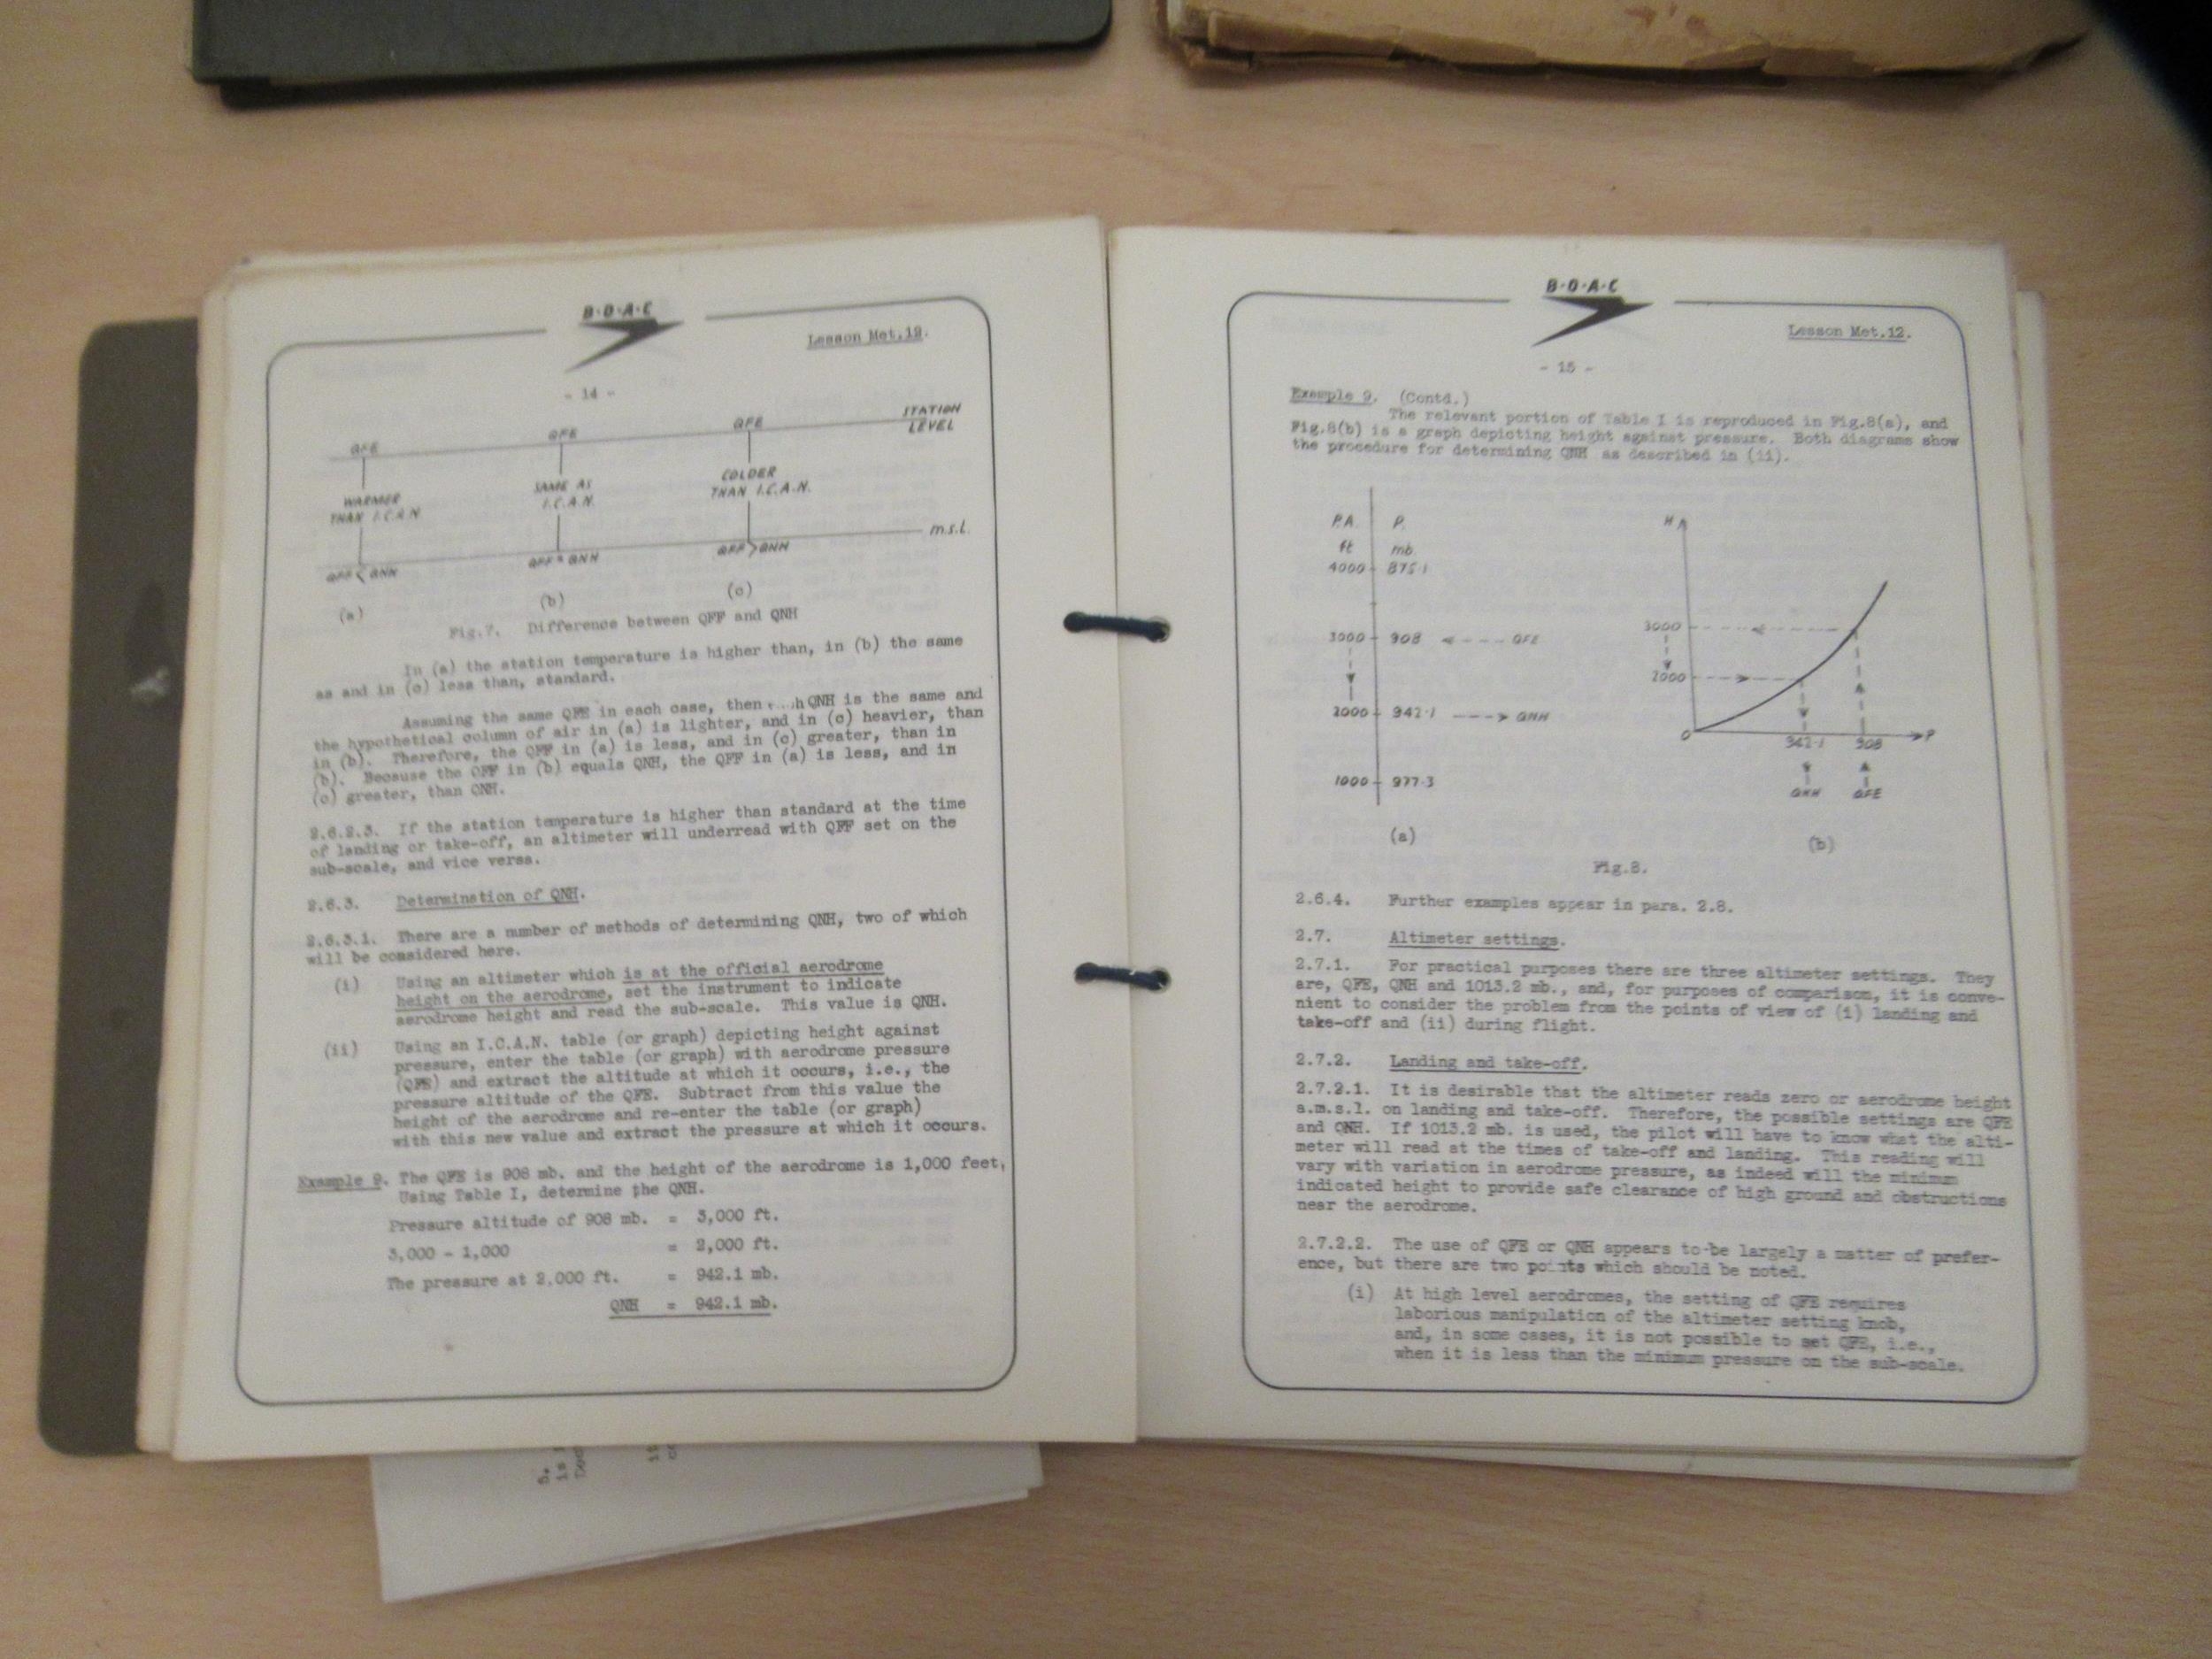 B·O·A·C
Lesson Met.12.
- 14 -
STATION
LEVEL
QFE
QFE
QFE
WARMER
THAN I.C.A.N
SAME AS
I.C.A.N.
COLDER
THAN I.C.A.N.
m.s.l.
QFF < QNH
QFF = QNH
QFF > QNH
(a)
(b)
(c)
Fig.7. Difference between QFF and QNH
In (a) the station temperature is higher than, in (b) the same
as and in (c) less than, standard.
Assuming the same QFE in each case, then QNH is the same and
the hypothetical column of air in (a) is lighter, and in (c) heavier, than
in (b). Therefore, the QFF in (a) is less, and in (c) greater, than in
(b). Because the QFF in (b) equals QNH, the QFF in (a) is less, and in
(c) greater, than QNH.
2.6.2.3. If the station temperature is higher than standard at the time
of landing or take-off, an altimeter will underread with QFF set on the
sub-scale, and vice versa.
2.6.3. Determination of QNH.
2.6.3.1. There are a number of methods of determining QNH, two of which
will be considered here.
(i) Using an altimeter which is at the official aerodrome
height on the aerodrome, set the instrument to indicate
aerodrome height and read the sub-scale. This value is QNH.
(ii) Using an I.C.A.N. table (or graph) depicting height against
pressure, enter the table (or graph) with aerodrome pressure
(QFE) and extract the altitude at which it occurs, i.e., the
pressure altitude of the QFE. Subtract from this value the
height of the aerodrome and re-enter the table (or graph)
with this new value and extract the pressure at which it occurs.
Example 9. The QFE is 908 mb. and the height of the aerodrome is 1,000 feet,
Using Table I, determine the QNH.
Pressure altitude of 908 mb. = 3,000 ft.
3,000 - 1,000 = 2,000 ft.
The pressure at 2,000 ft. = 942.1 mb.
QNH = 942.1 mb.
B·O·A·C
Lesson Met.12.
- 15 -
Example 9. (Contd.)
The relevant portion of Table I is reproduced in Fig.8(a), and
Fig.8(b) is a graph depicting height against pressure. Both diagrams show
the procedure for determining QNH as described in (ii).
P.A. P.
ft mb.
4000 875.1
3000 908 QFE
2000 942.1 QNH
1000 977.3
(a)
H
3000
2000
O
942.1 908 P
QNH QFE
(b)
Fig.8.
2.6.4. Further examples appear in para. 2.8.
2.7. Altimeter settings.
2.7.1. For practical purposes there are three altimeter settings. They
are, QFE, QNH and 1013.2 mb., and, for purposes of comparison, it is conve-
nient to consider the problem from the points of view of (i) landing and
take-off and (ii) during flight.
2.7.2. Landing and take-off.
2.7.2.1. It is desirable that the altimeter reads zero or aerodrome height
a.m.s.l. on landing and take-off. Therefore, the possible settings are QFE
and QNH. If 1013.2 mb. is used, the pilot will have to know what the alti-
meter will read at the times of take-off and landing. This reading will
vary with variation in aerodrome pressure, as indeed will the minimum
indicated height to provide safe clearance of high ground and obstructions
near the aerodrome.
2.7.2.2. The use of QFE or QNH appears to-be largely a matter of prefer-
ence, but there are two points which should be noted.
(i) At high level aerodromes, the setting of QFE requires
laborious manipulation of the altimeter setting knob,
and, in some cases, it is not possible to set QFE, i.e.,
when it is less than the minimum pressure on the sub-scale.
5.
is